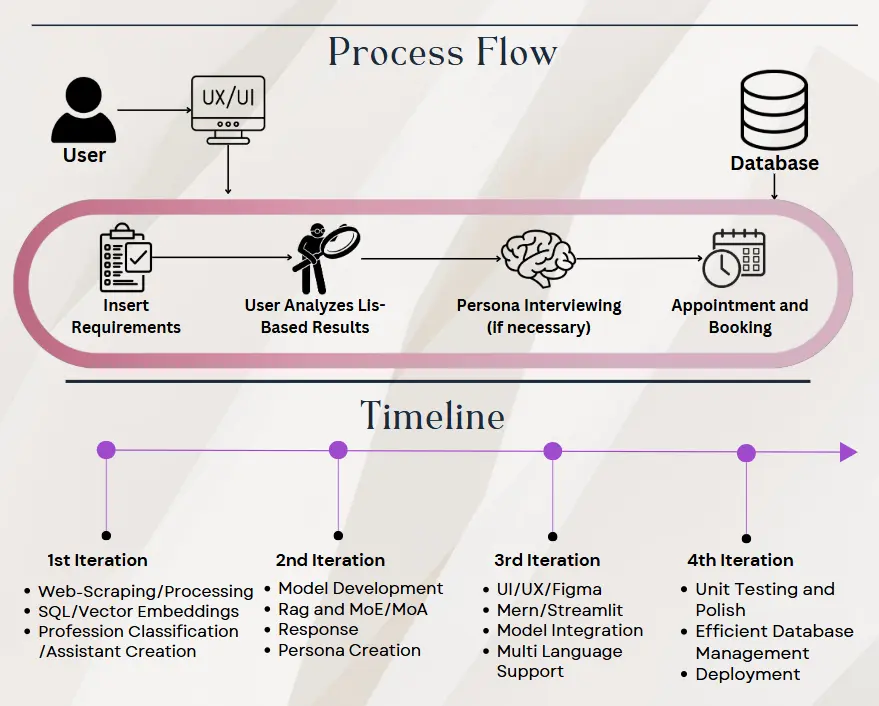 Process Flow
UX/UI
User
Database
Insert
Requirements
User Analyzes Lis-
Based Results
Persona Interviewing
(if necessary)
Appointment and
Booking
Timeline
1st Iteration
• Web-Scraping/Processing
• SQL/Vector Embeddings
• Profession Classification
/Assistant Creation
2nd Iteration
• Model Development
• Rag and MoE/MoA
• Response
• Persona Creation
3rd Iteration
• UI/UX/Figma
• Mern/Streamlit
• Model Integration
• Multi Language
Support
4th Iteration
• Unit Testing and
Polish
• Efficient Database
Management
• Deployment